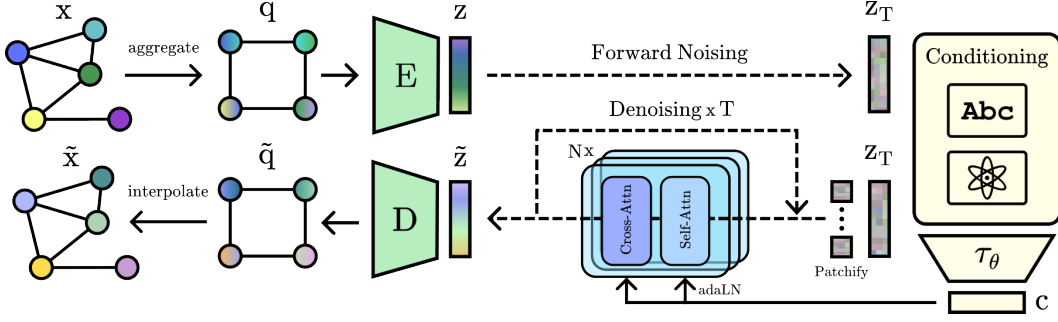 x
q
z
z_T
aggregate
E
Forward Noising
Conditioning
Abc
Denoising x T
x̃
q̃
z̃
Nx
z_T
interpolate
D
Cross-Attn
Self-Attn
Patchify
τ_θ
adaLN
c